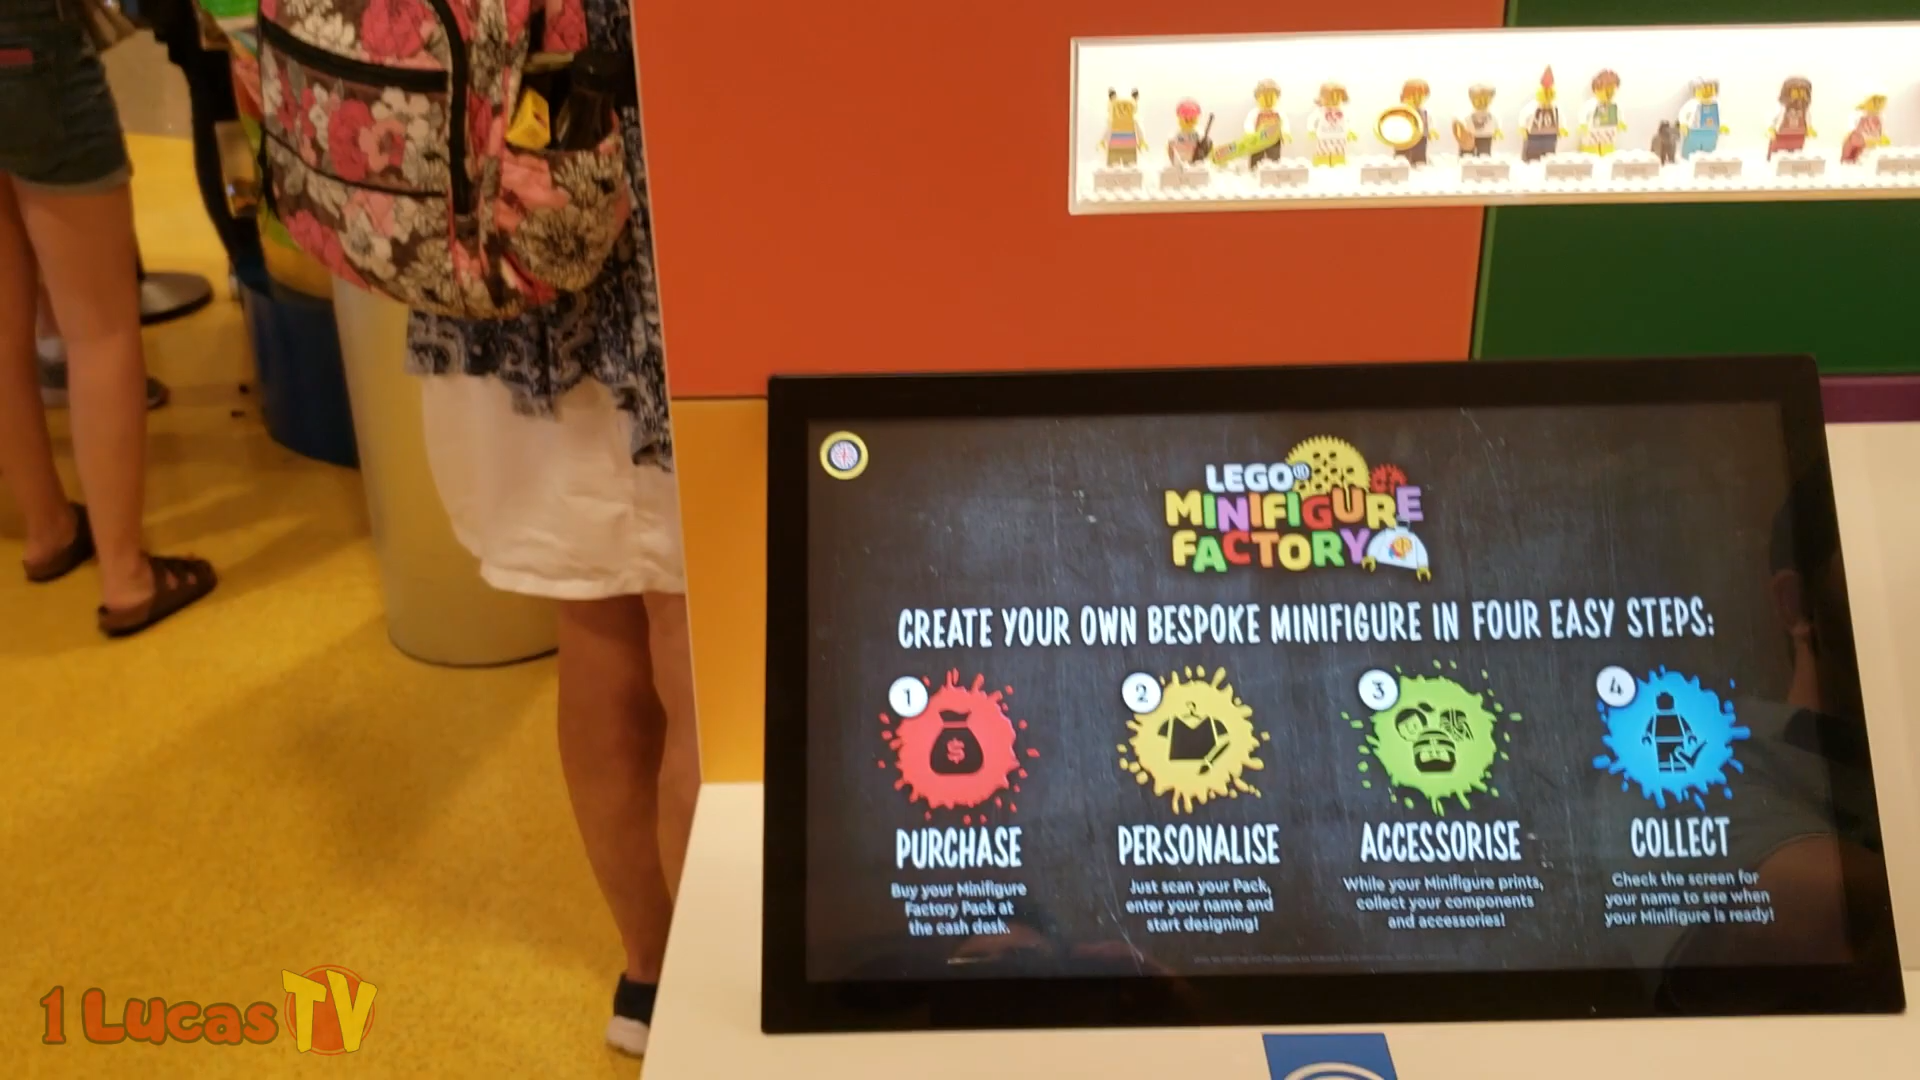 LEGO®
MINIFIGURE
FACTORY
CREATE YOUR OWN BESPOKE MINIFIGURE IN FOUR EASY STEPS:
1
2
3
4
$
PURCHASE
Buy your Minifigure
Factory Pack at
the cash desk.
PERSONALISE
Just scan your Pack,
enter your name and
start designing!
ACCESSORISE
While your Minifigure prints,
collect your components
and accessories!
COLLECT
Check the screen for
your name to see when
your Minifigure is ready!
1 Lucas TV